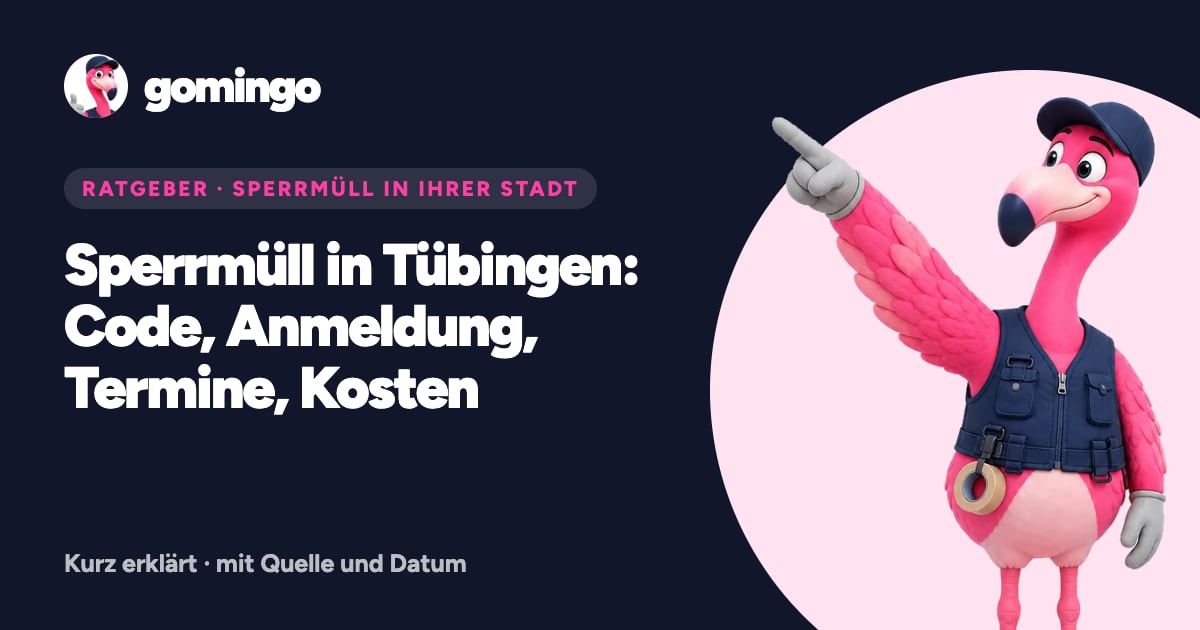 gomingo
RATGEBER · SPERRMÜLL IN IHRER STADT
Sperrmüll in Tübingen:
Code, Anmeldung,
Termine, Kosten
Kurz erklärt · mit Quelle und Datum